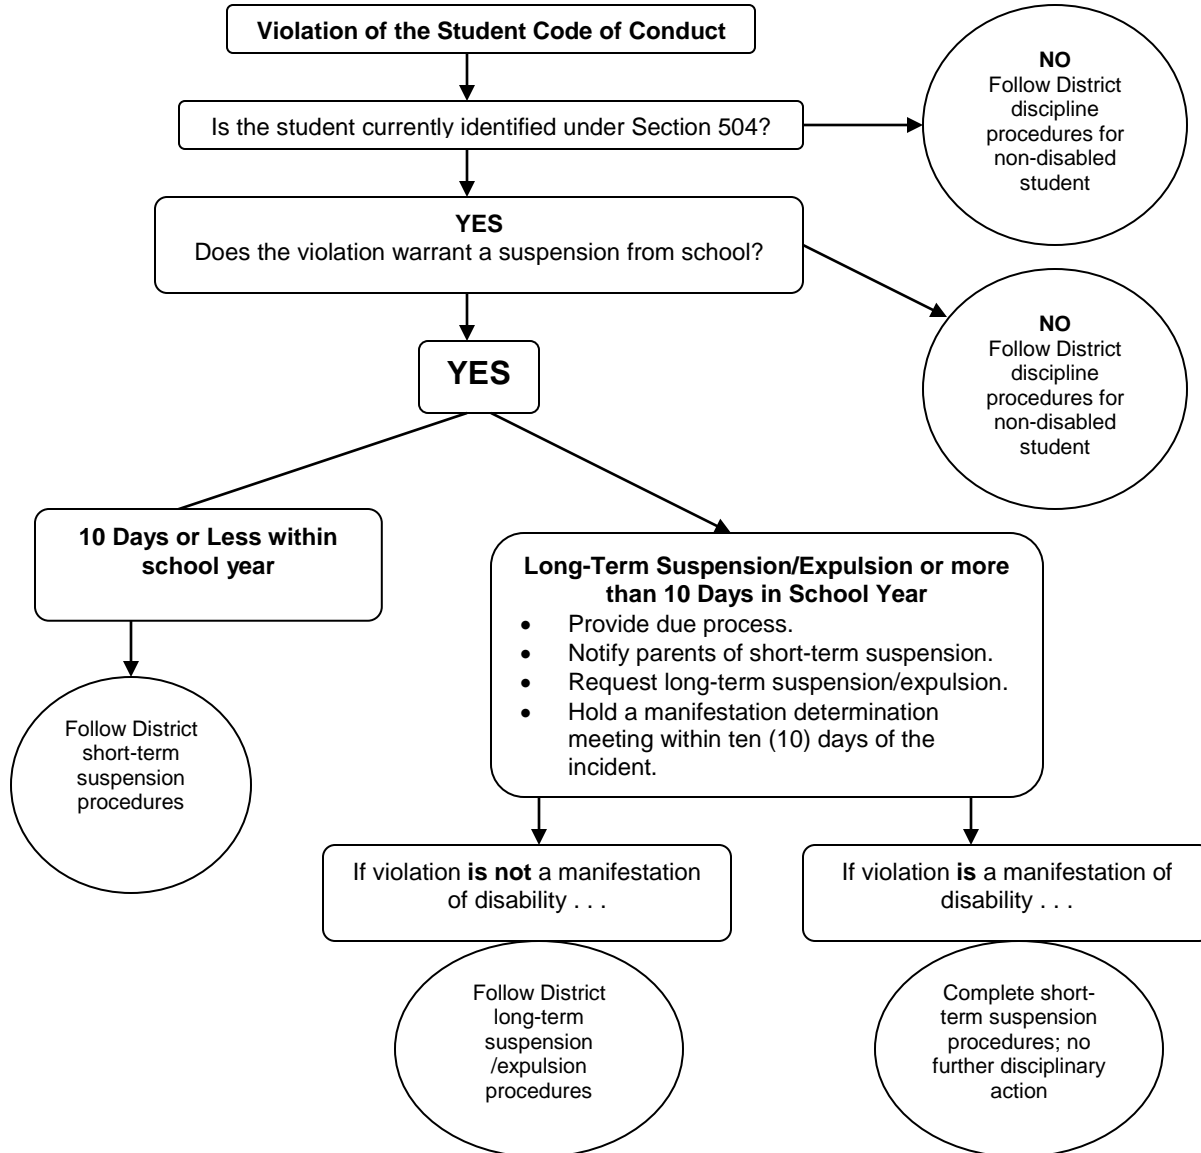 Violation of the Student Code of Conduct
Is the student currently identified under Section 504?
NO
Follow District
discipline
procedures for
non-disabled
student
YES
Does the violation warrant a suspension from school?
NO
Follow District
discipline
procedures for
non-disabled
student
YES
10 Days or Less within
school year
Follow District
short-term
suspension
procedures
Long-Term Suspension/Expulsion or more
than 10 Days in School Year
• Provide due process.
• Notify parents of short-term suspension.
• Request long-term suspension/expulsion.
• Hold a manifestation determination
meeting within ten (10) days of the
incident.
If violation is not a manifestation
of disability . . .
Follow District
long-term
suspension
/expulsion
procedures
If violation is a manifestation of
disability . . .
Complete short-
term suspension
procedures; no
further disciplinary
action